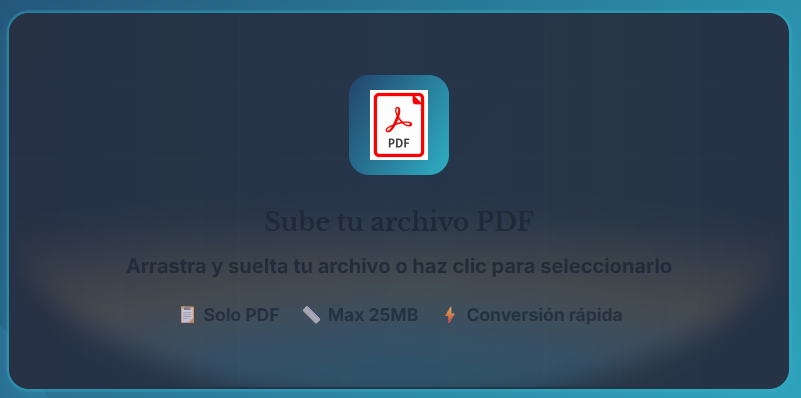 PDF
Sube tu archivo PDF
Arrastra y suelta tu archivo o haz clic para seleccionarlo
Solo PDF Max 25MB Conversión rápida